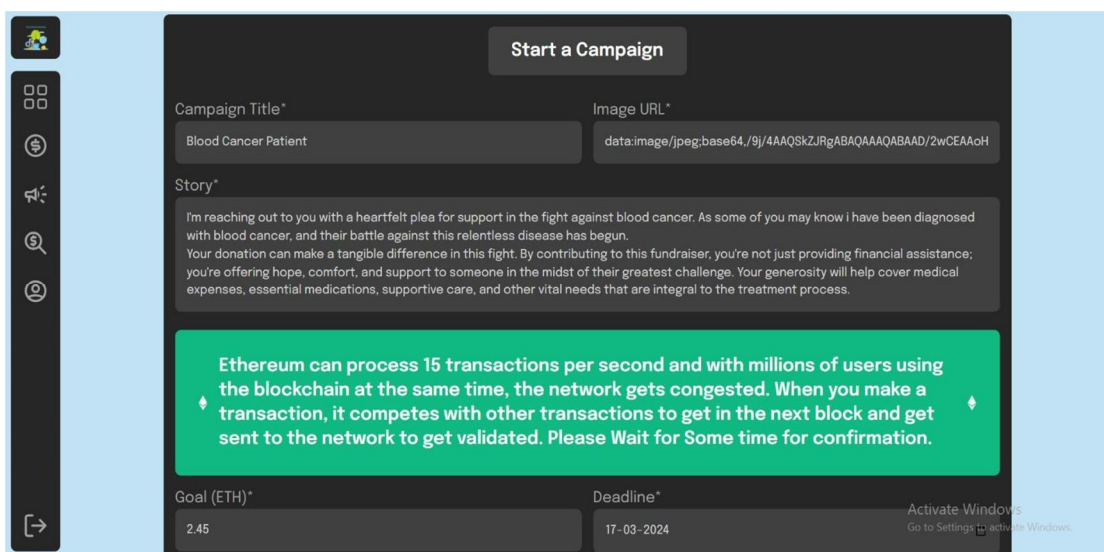 Start a Campaign
Campaign Title*
Image URL*
Blood Cancer Patient
data:image/jpeg;base64,/9j/4AAQSkZJRgABAQAAAQABAAD/2wCEAAoH
Story*
I'm reaching out to you with a heartfelt plea for support in the fight against blood cancer. As some of you may know i have been diagnosed
with blood cancer, and their battle against this relentless disease has begun.
Your donation can make a tangible difference in this fight. By contributing to this fundraiser, you're not just providing financial assistance;
you're offering hope, comfort, and support to someone in the midst of their greatest challenge. Your generosity will help cover medical
expenses, essential medications, supportive care, and other vital needs that are integral to the treatment process.
Ethereum can process 15 transactions per second and with millions of users using
the blockchain at the same time, the network gets congested. When you make a
transaction, it competes with other transactions to get in the next block and get
sent to the network to get validated. Please Wait for Some time for confirmation.
Goal (ETH)*
Deadline*
2.45
17-03-2024
Activate Windows
Go to Settings to activate Windows.